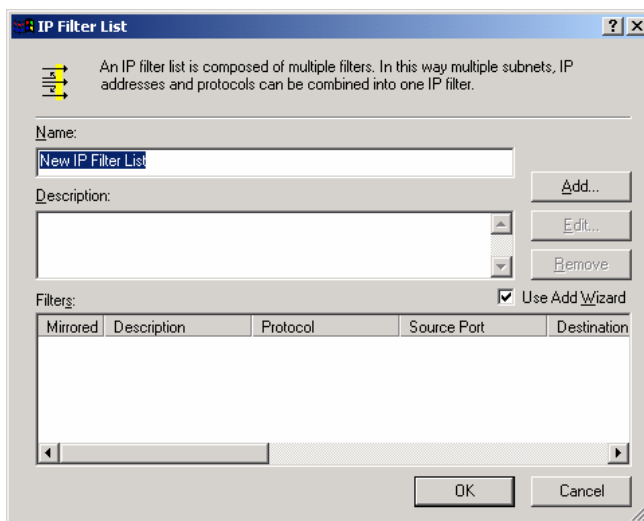 IP Filter List
An IP filter list is composed of multiple filters. In this way multiple subnets, IP
addresses and protocols can be combined into one IP filter.
Name:
New IP Filter List
Add...
Description:
Edit...
Remove
Filters:
Use Add Wizard
Mirrored Description Protocol Source Port Destination
OK Cancel